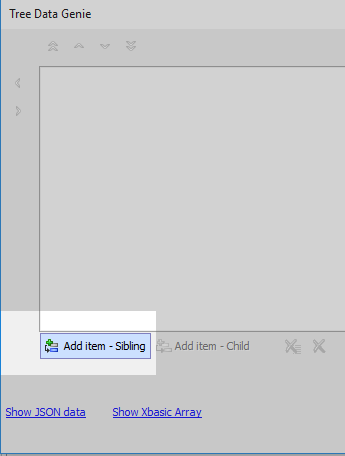 Tree Data Genie
Add item - Sibling Add item - Child
Show JSON data Show Xbasic Array